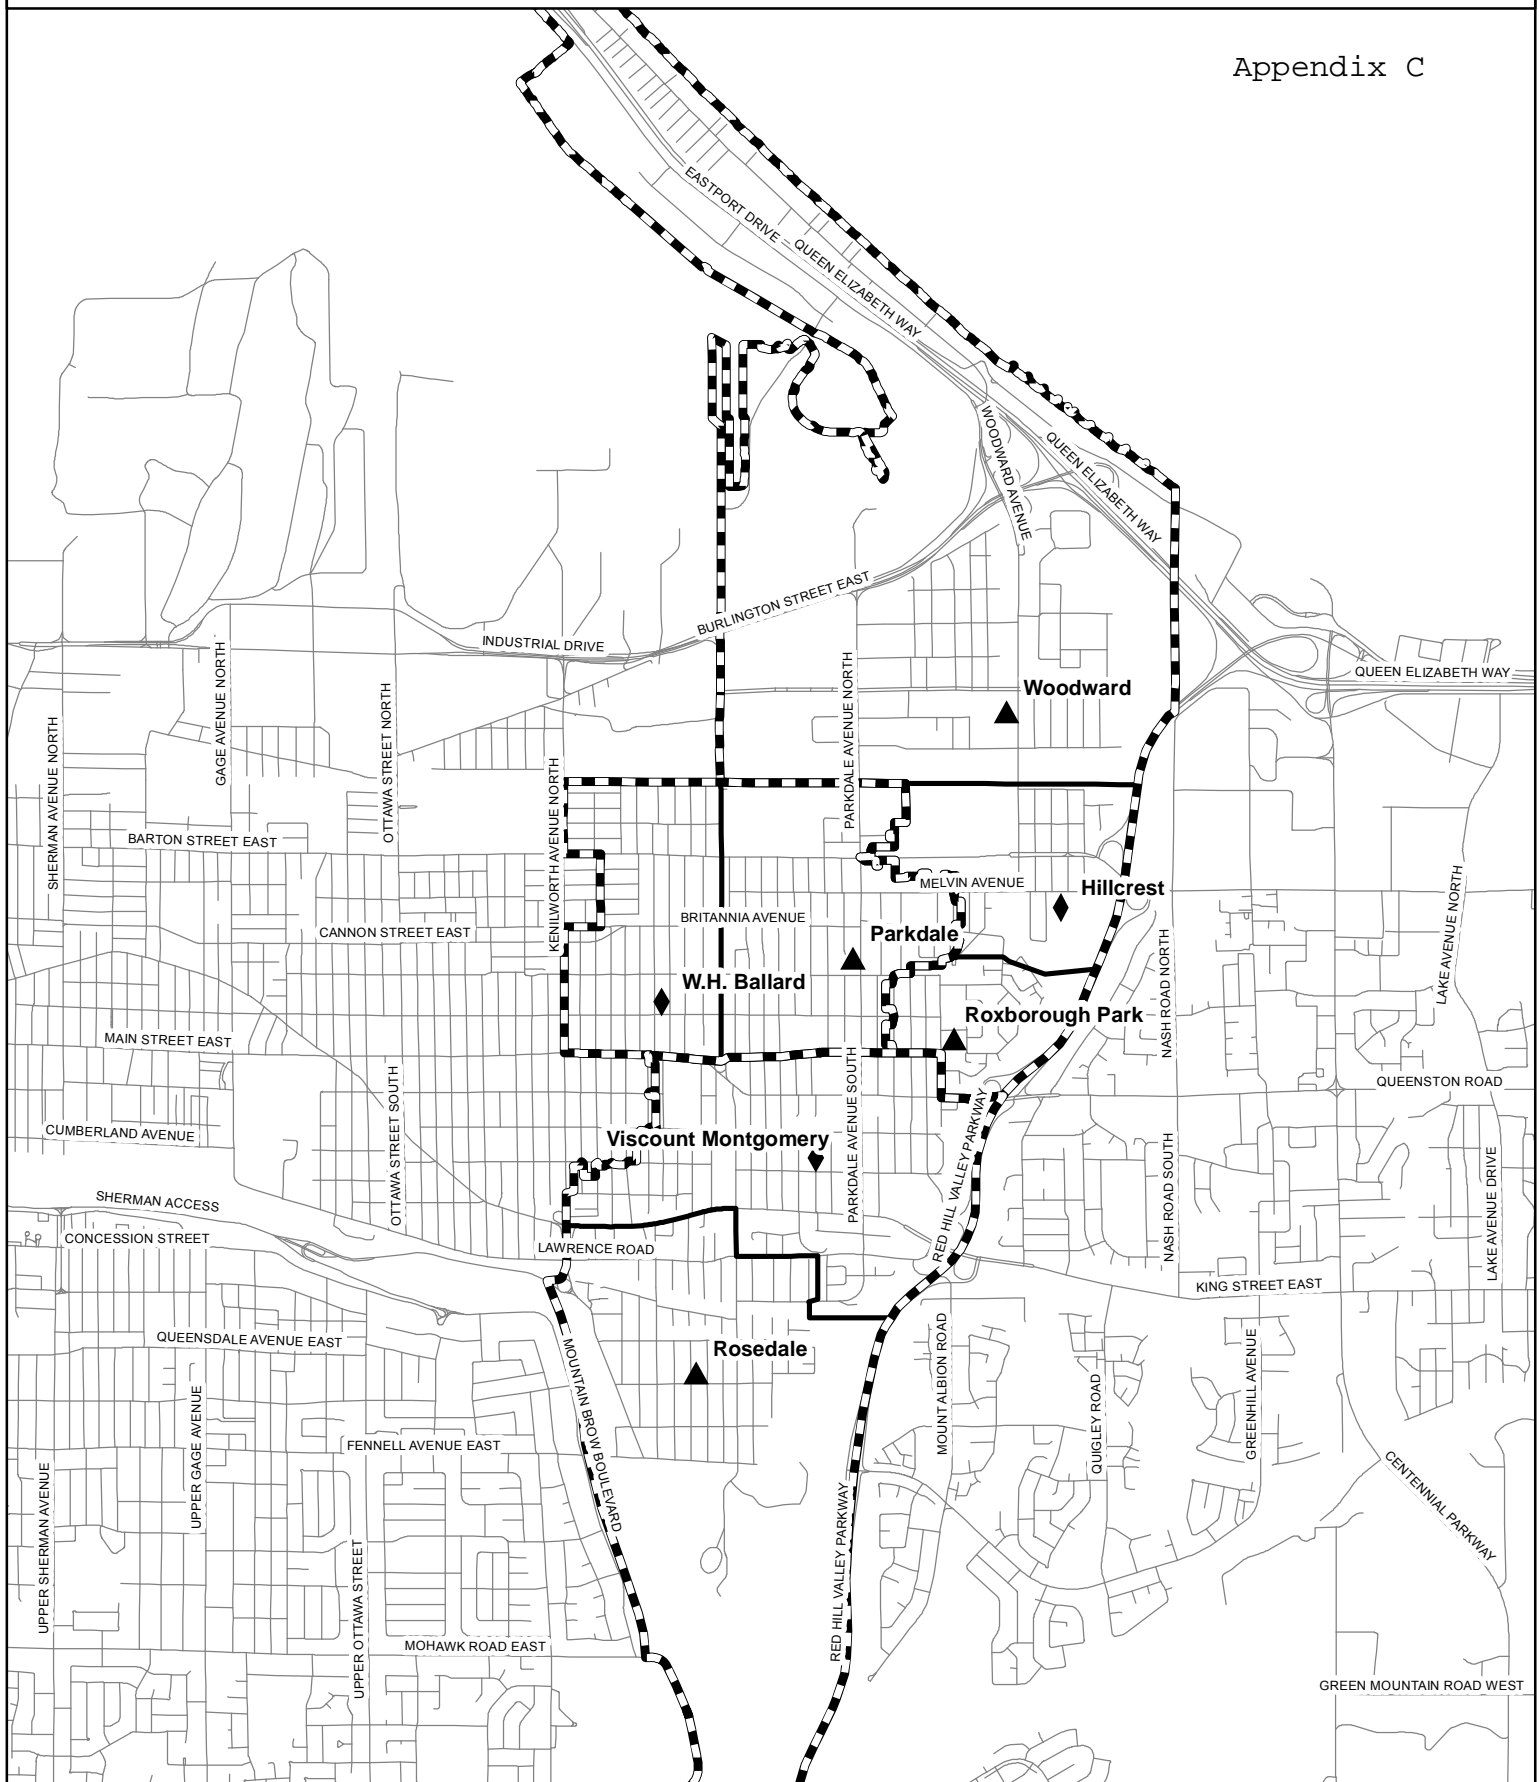 Appendix C
EASTPORT DRIVE
QUEEN ELIZABETH WAY
WOODWARD AVENUE
QUEEN ELIZABETH WAY
BURLINGTON STREET EAST
INDUSTRIAL DRIVE
QUEEN ELIZABETH WAY
GAGE AVENUE NORTH
OTTAWA STREET NORTH
PARKDALE AVENUE NORTH
Woodward
SHERMAN AVENUE NORTH
KENILWORTH AVENUE NORTH
BARTON STREET EAST
MELVIN AVENUE
Hillcrest
LAKE AVENUE NORTH
BRITANNIA AVENUE
CANNON STREET EAST
Parkdale
NASH ROAD NORTH
W.H. Ballard
Roxborough Park
MAIN STREET EAST
QUEENSTON ROAD
OTTAWA STREET SOUTH
PARKDALE AVENUE SOUTH
CUMBERLAND AVENUE
Viscount Montgomery
RED HILL VALLEY PARKWAY
NASH ROAD SOUTH
LAKE AVENUE DRIVE
SHERMAN ACCESS
CONCESSION STREET
LAWRENCE ROAD
KING STREET EAST
QUEENSDALE AVENUE EAST
Rosedale
MOUNTAIN BROW BOULEVARD
MOUNT ALBION ROAD
QUIGLEY ROAD
GREENHILL AVENUE
UPPER GAGE AVENUE
FENNELL AVENUE EAST
UPPER SHERMAN AVENUE
CENTENNIAL PARKWAY
RED HILL VALLEY PARKWAY
UPPER OTTAWA STREET
MOHAWK ROAD EAST
GREEN MOUNTAIN ROAD WEST